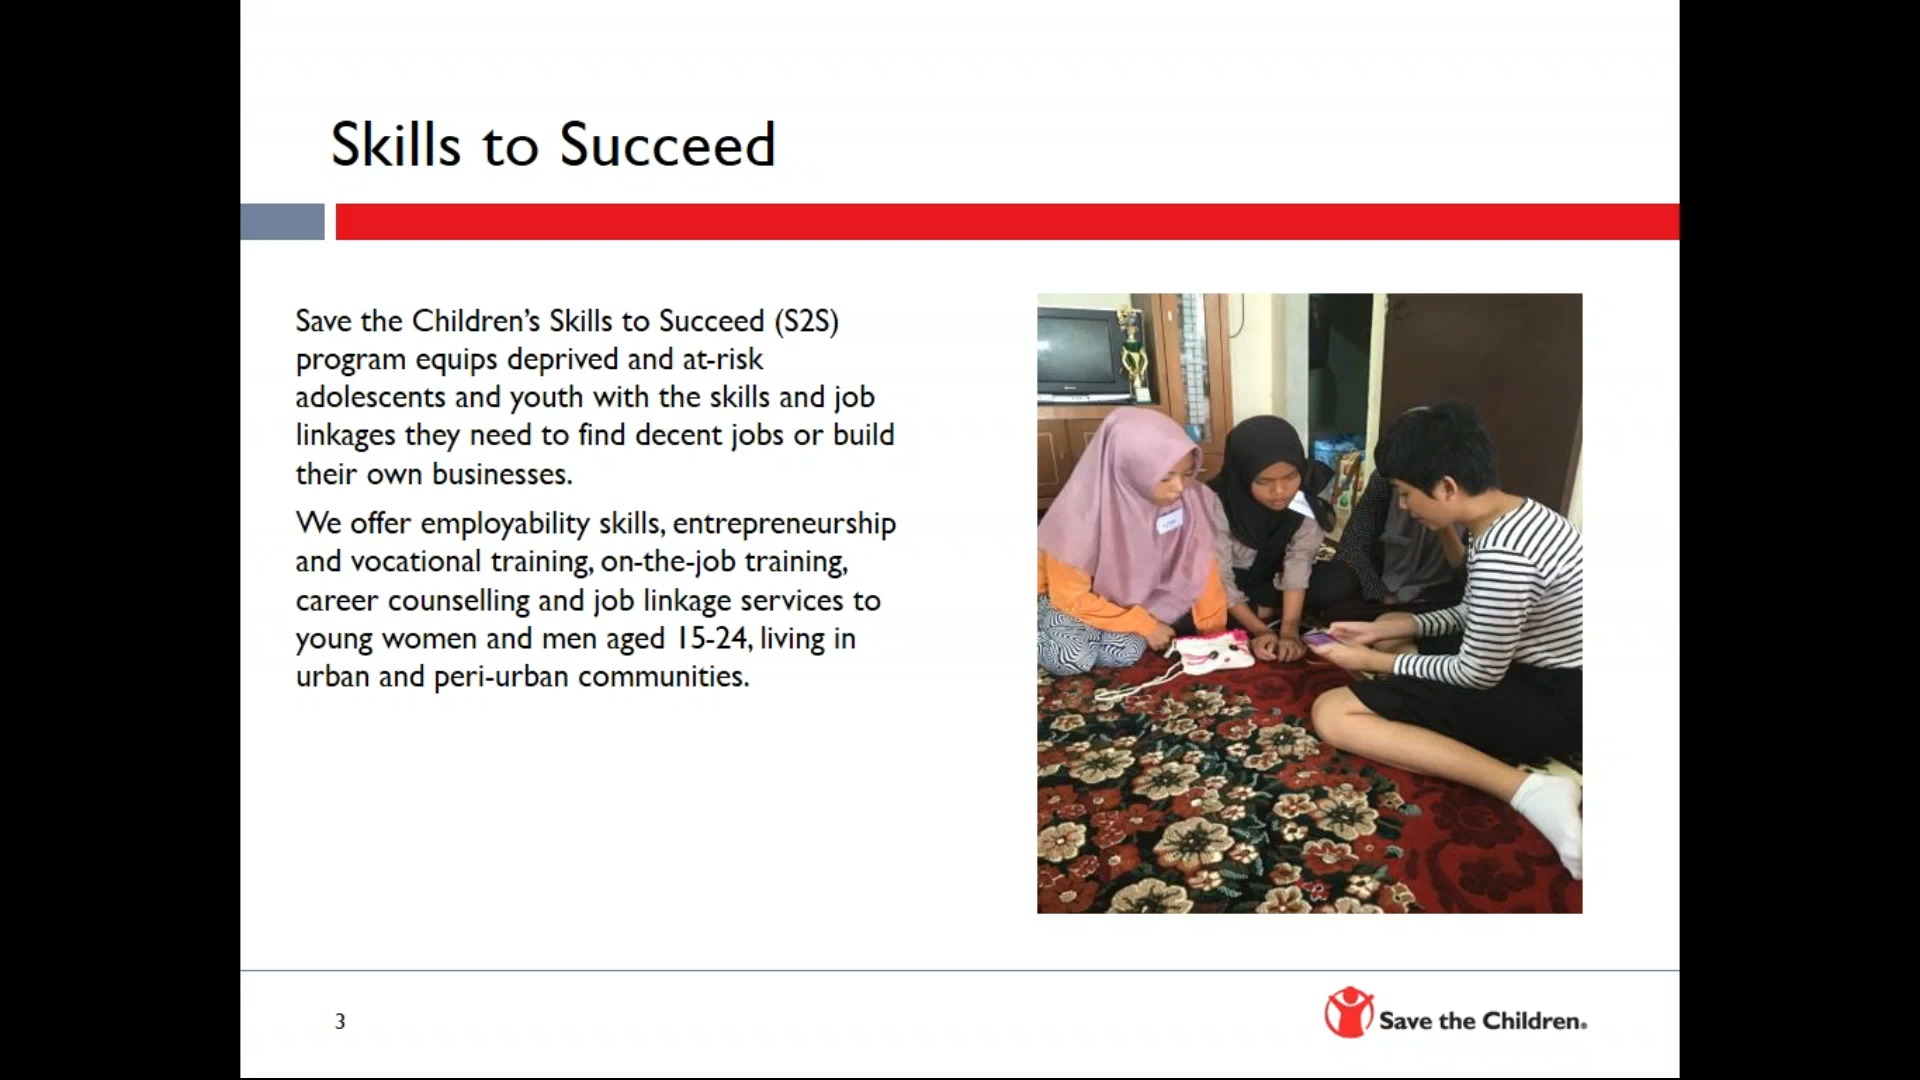 Skills to Succeed
Save the Children’s Skills to Succeed (S2S)
program equips deprived and at-risk
adolescents and youth with the skills and job
linkages they need to find decent jobs or build
their own businesses.
We offer employability skills, entrepreneurship
and vocational training, on-the-job training,
career counselling and job linkage services to
young women and men aged 15-24, living in
urban and peri-urban communities.
3
Save the Children®